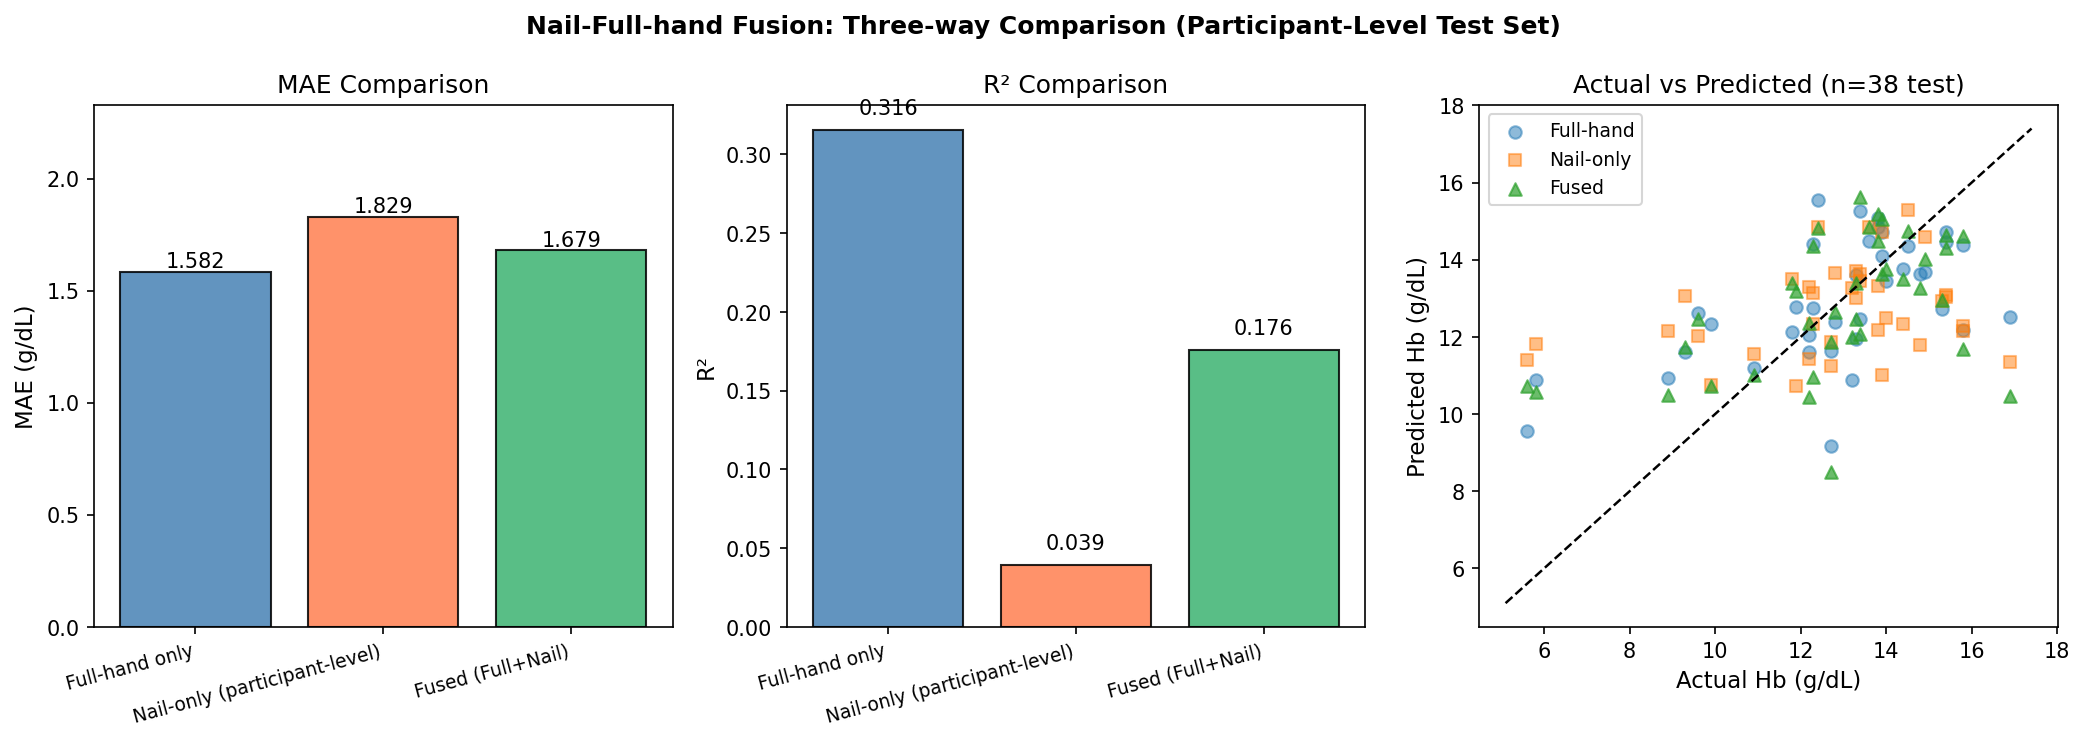 Nail-Full-hand Fusion: Three-way Comparison (Participant-Level Test Set)
MAE Comparison
MAE (g/dL)
2.0
1.5
1.0
0.5
0.0
1.582
1.829
1.679
Full-hand only
Nail-only (participant-level)
Fused (Full+Nail)
R² Comparison
R²
0.30
0.25
0.20
0.15
0.10
0.05
0.00
0.316
0.039
0.176
Full-hand only
Nail-only (participant-level)
Fused (Full+Nail)
Actual vs Predicted (n=38 test)
Predicted Hb (g/dL)
18
16
14
12
10
8
6
Full-hand
Nail-only
Fused
6 8 10 12 14 16 18
Actual Hb (g/dL)